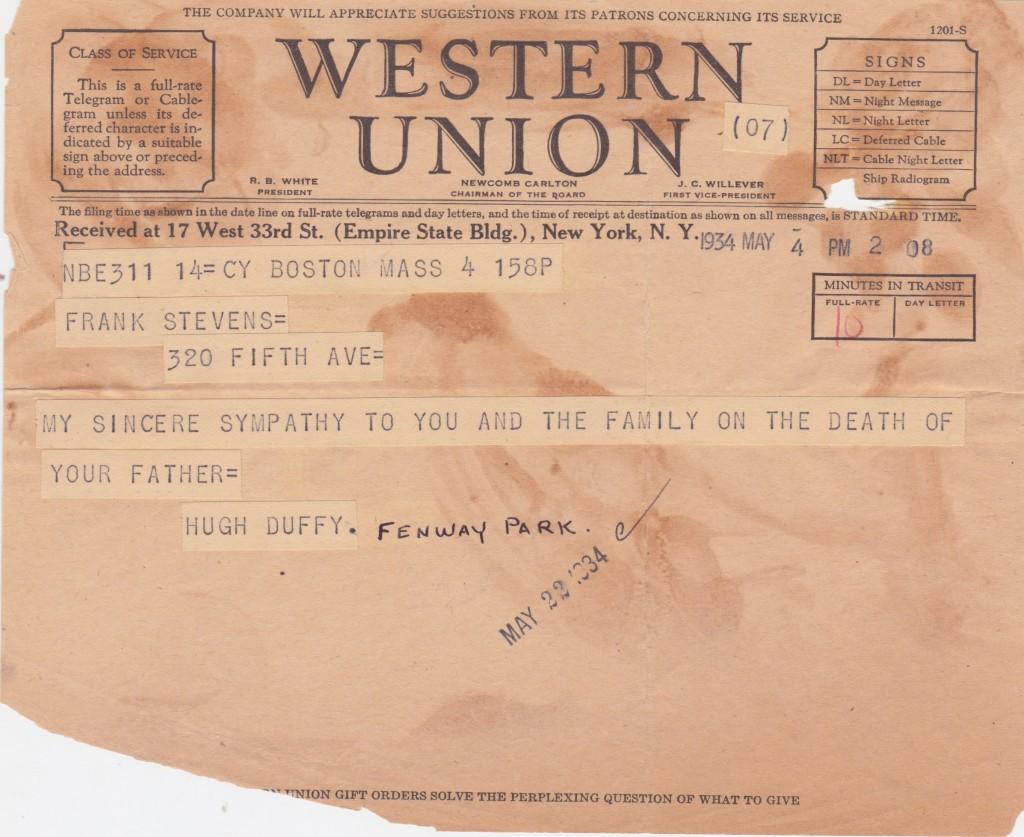 THE COMPANY WILL APPRECIATE SUGGESTIONS FROM ITS PATRONS CONCERNING ITS SERVICE
1201-S
CLASS OF SERVICE
This is a full-rate
Telegram or Cable-
gram unless its de-
ferred character is in-
dicated by a suitable
sign above or preced-
ing the address.
WESTERN
UNION
(07)
R. B. WHITE
PRESIDENT
NEWCOMB CARLTON
CHAIRMAN OF THE BOARD
J. C. WILLEVER
FIRST VICE-PRESIDENT
SIGNS
DL = Day Letter
NM = Night Message
NL = Night Letter
LC = Deferred Cable
NLT = Cable Night Letter
Ship Radiogram
The filing time as shown in the date line on full-rate telegrams and day letters, and the time of receipt at destination as shown on all messages, is STANDARD TIME.
Received at 17 West 33rd St. (Empire State Bldg.), New York, N. Y.
1934 MAY 4 PM 2 08
NBE311 14=CY BOSTON MASS 4 158P
MINUTES IN TRANSIT
FULL-RATE DAY LETTER
10
FRANK STEVENS=
320 FIFTH AVE=
MY SINCERE SYMPATHY TO YOU AND THE FAMILY ON THE DEATH OF
YOUR FATHER=
HUGH DUFFY. FENWAY PARK.
MAY 22 1934
UNION GIFT ORDERS SOLVE THE PERPLEXING QUESTION OF WHAT TO GIVE